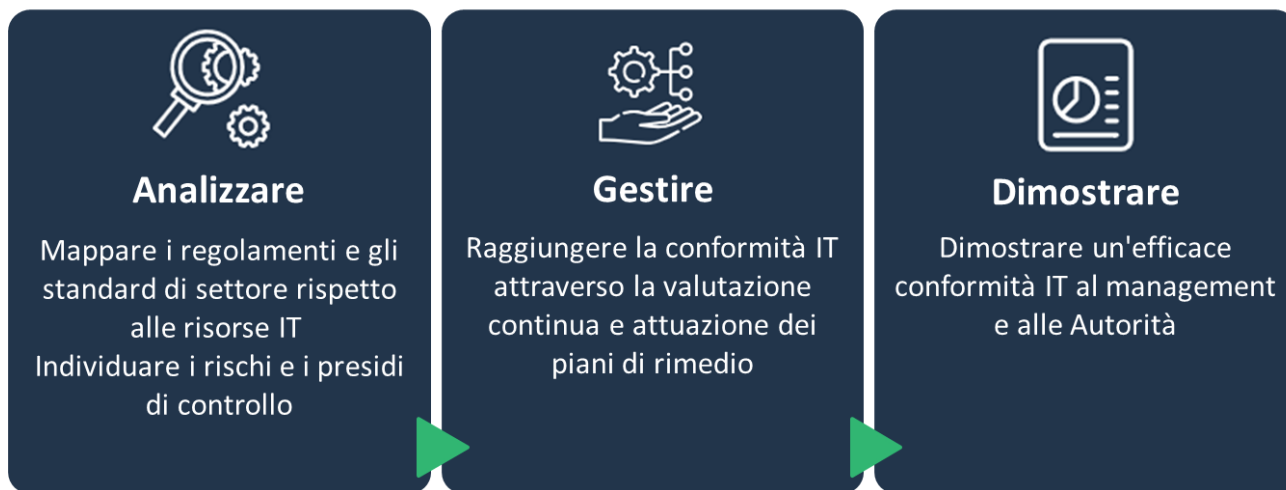 Analizzare
Mappare i regolamenti e gli
standard di settore rispetto
alle risorse IT
Individuare i rischi e i presidi
di controllo
Gestire
Raggiungere la conformità IT
attraverso la valutazione
continua e attuazione dei
piani di rimedio
Dimostrare
Dimostrare un'efficace
conformità IT al management
e alle Autorità